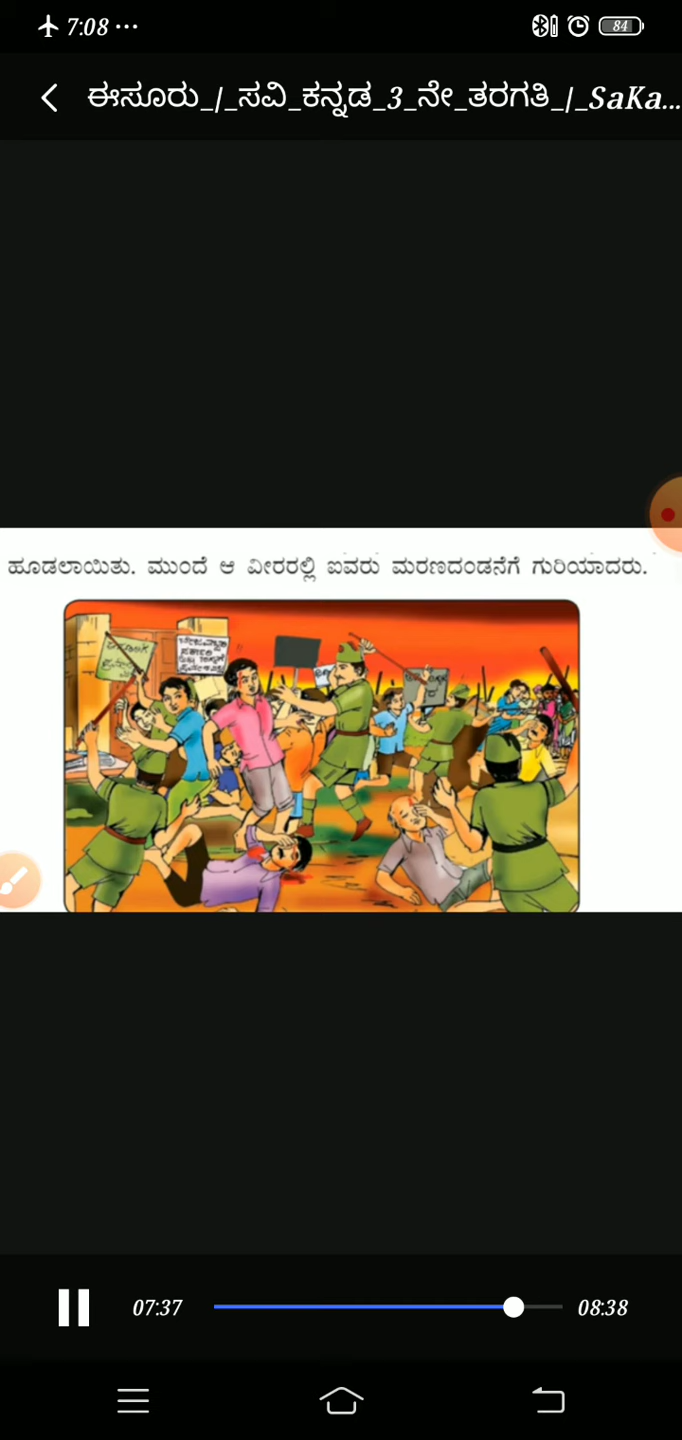 7:08 ...
84
ಈಸೂರು_/_ಸವಿ_ಕನ್ನಡ_3_ನೇ_ತರಗತಿ_/_SaKa...
ಹೂಡಲಾಯಿತು. ಮುಂದೆ ಆ ವೀರರಲ್ಲಿ ಐವರು ಮರಣದಂಡನೆಗೆ ಗುರಿಯಾದರು.
07:37
08:38